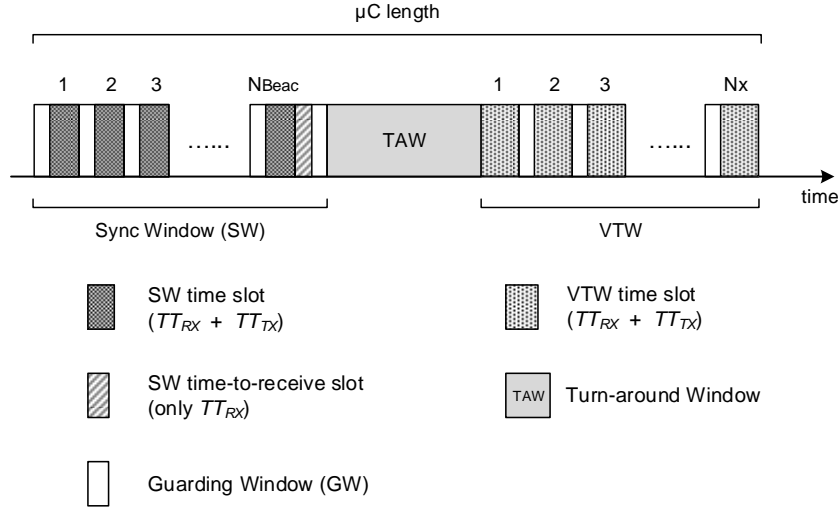 µC length
1 2 3 NBeac 1 2 3 Nx
TAW
…... …...
time
Sync Window (SW) VTW
SW time slot
(TTRX + TTTX)
VTW time slot
(TTRX + TTTX)
SW time-to-receive slot
(only TTRX)
TAW Turn-around Window
Guarding Window (GW)